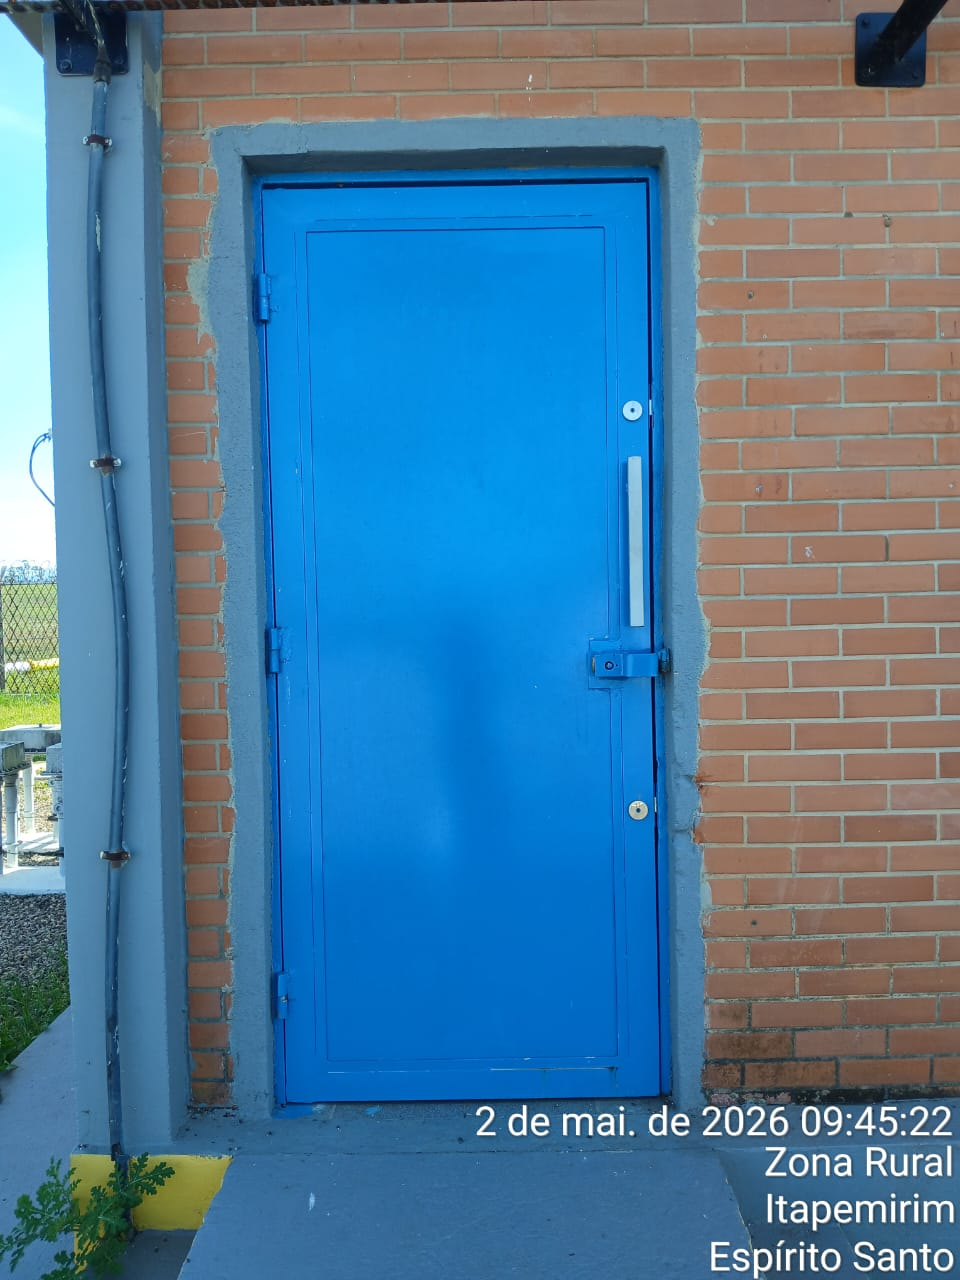 2 de mai. de 2026 09:45:22
Zona Rural
Itapemirim
Espírito Santo